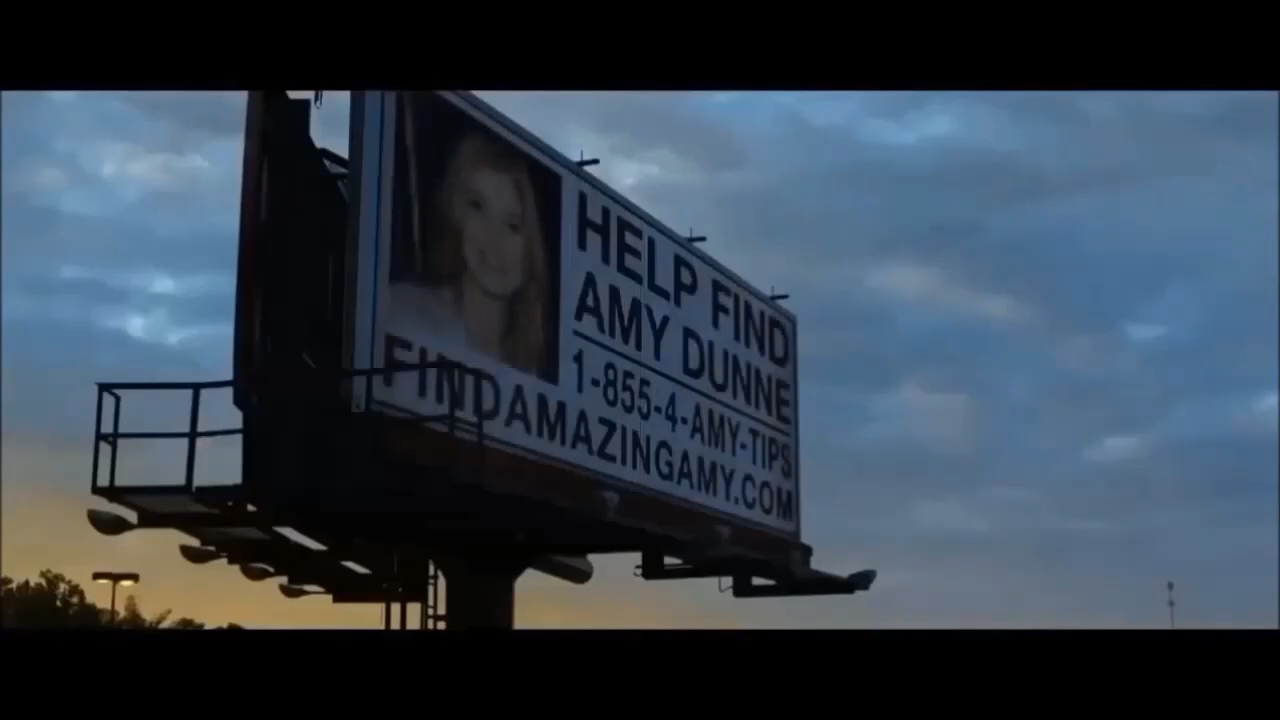 HELP FIND
AMY DUNNE
1-855-4-AMY-TIPS
FINDAMAZINGAMY.COM